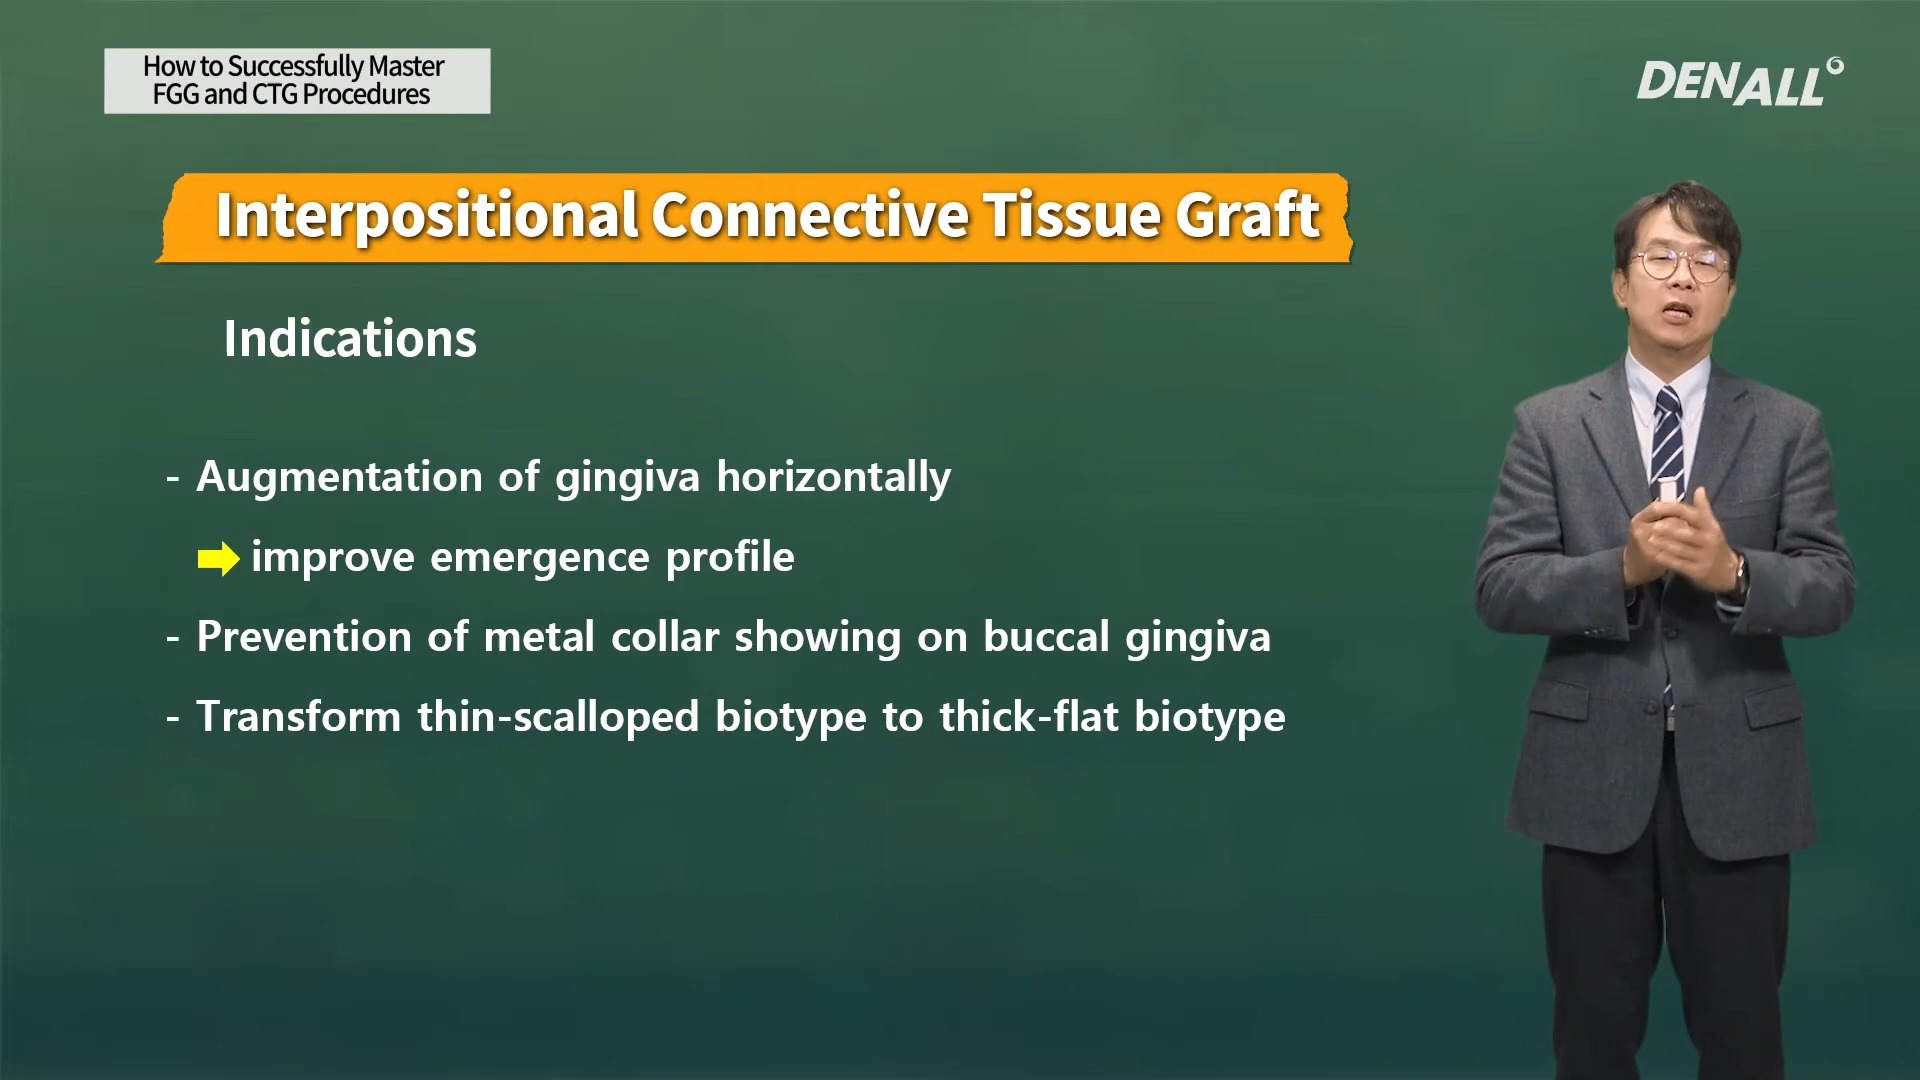 How to Successfully Master
FGG and CTG Procedures
DENALL
Interpositional Connective Tissue Graft
Indications
- Augmentation of gingiva horizontally
improve emergence profile
- Prevention of metal collar showing on buccal gingiva
- Transform thin-scalloped biotype to thick-flat biotype